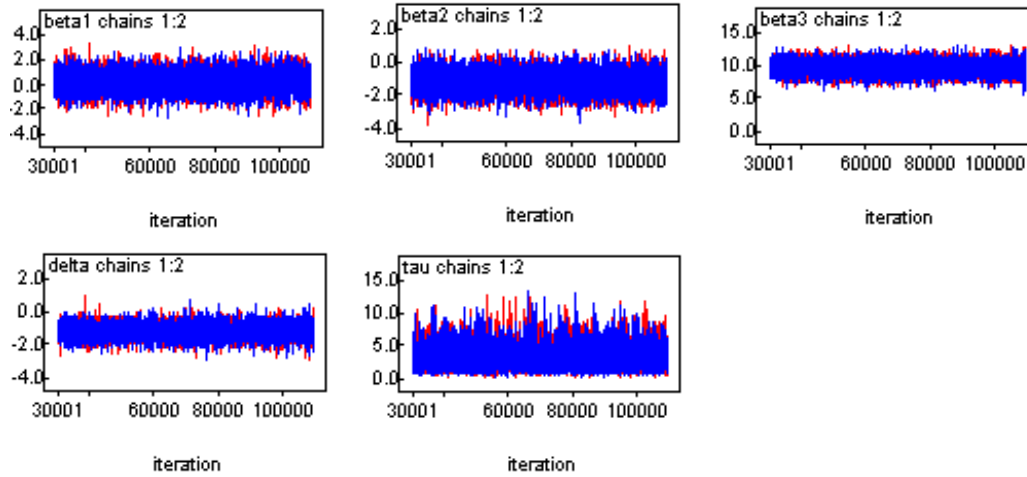 beta1 chains 1:2
4.0
2.0
0.0
-2.0
-4.0
30001 60000 80000 100000
iteration
beta2 chains 1:2
2.0
0.0
-2.0
-4.0
30001 60000 80000 100000
iteration
beta3 chains 1:2
15.0
10.0
5.0
0.0
30001 60000 80000 100000
iteration
delta chains 1:2
2.0
0.0
-2.0
-4.0
30001 60000 80000 100000
iteration
tau chains 1:2
15.0
10.0
5.0
0.0
30001 60000 80000 100000
iteration